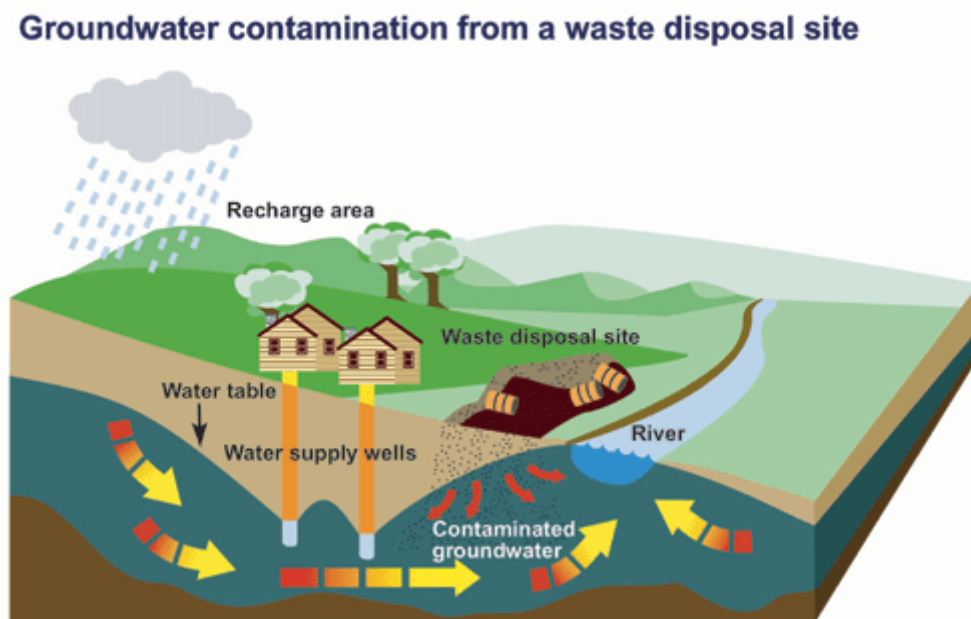 Groundwater contamination from a waste disposal site
Recharge area
Waste disposal site
Water table
River
Water supply wells
Contaminated
groundwater